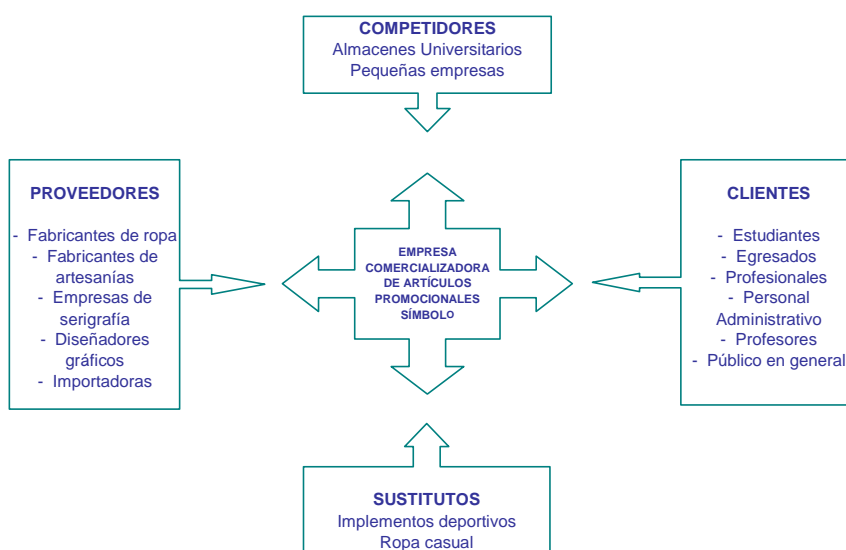 COMPETIDORES
Almacenes Universitarios
Pequeñas empresas
PROVEEDORES
- Fabricantes de ropa
- Fabricantes de
artesanías
- Empresas de
serigrafía
- Diseñadores
gráficos
- Importadoras
EMPRESA
COMERCIALIZADORA
DE ARTÍCULOS
PROMOCIONALES
SÍMBOLO
CLIENTES
- Estudiantes
- Egresados
- Profesionales
- Personal
Administrativo
- Profesores
- Público en general
SUSTITUTOS
Implementos deportivos
Ropa casual